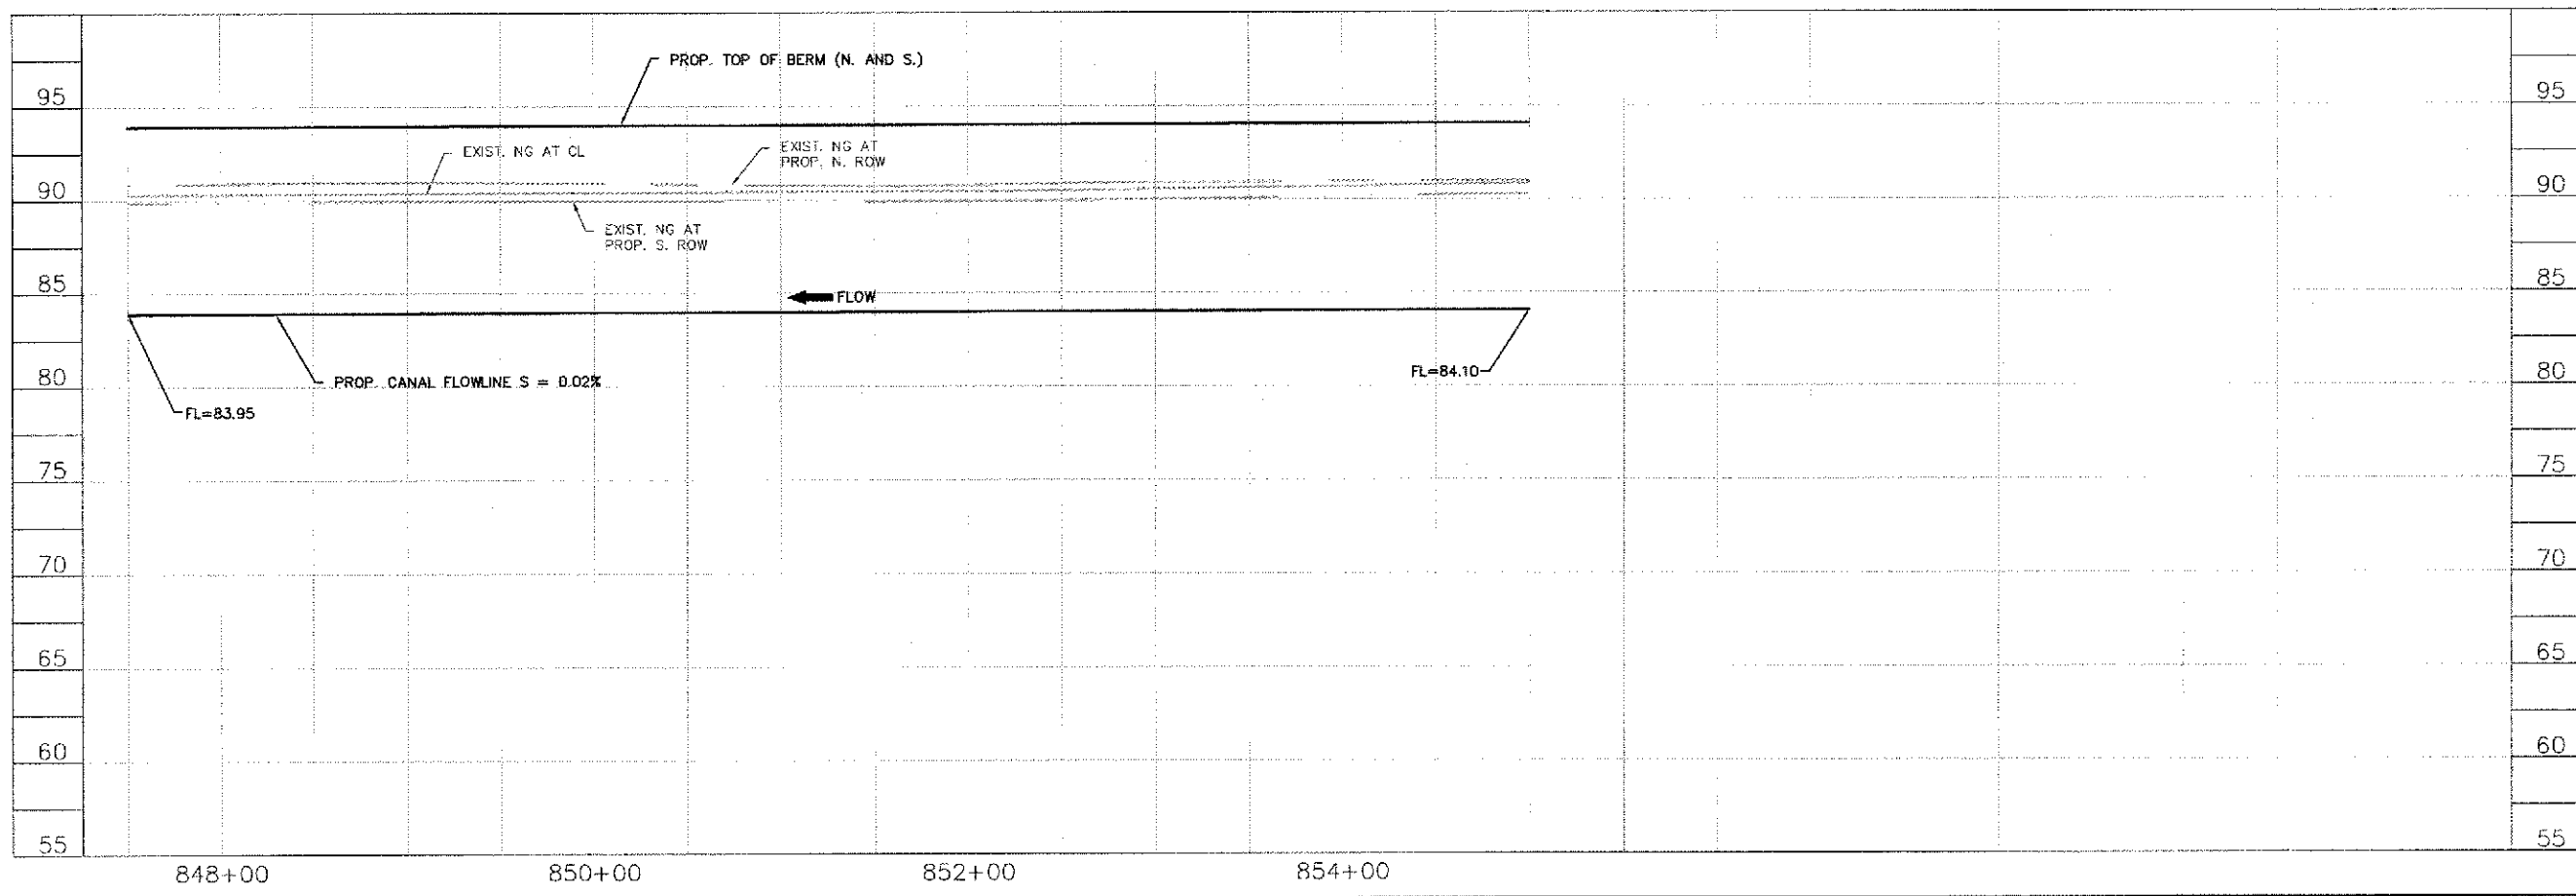 PROP. TOP OF BERM (N. AND S.)
95
95
EXIST. NG AT CL
EXIST. NG AT
PROP. N. ROW
90
90
EXIST. NG AT
PROP. S. ROW
85
85
FLOW
80
80
PROP. CANAL FLOWLINE S = 0.02%
FL=84.10
FL=83.95
75
75
70
70
65
65
60
60
55
55
848+00
850+00
852+00
854+00